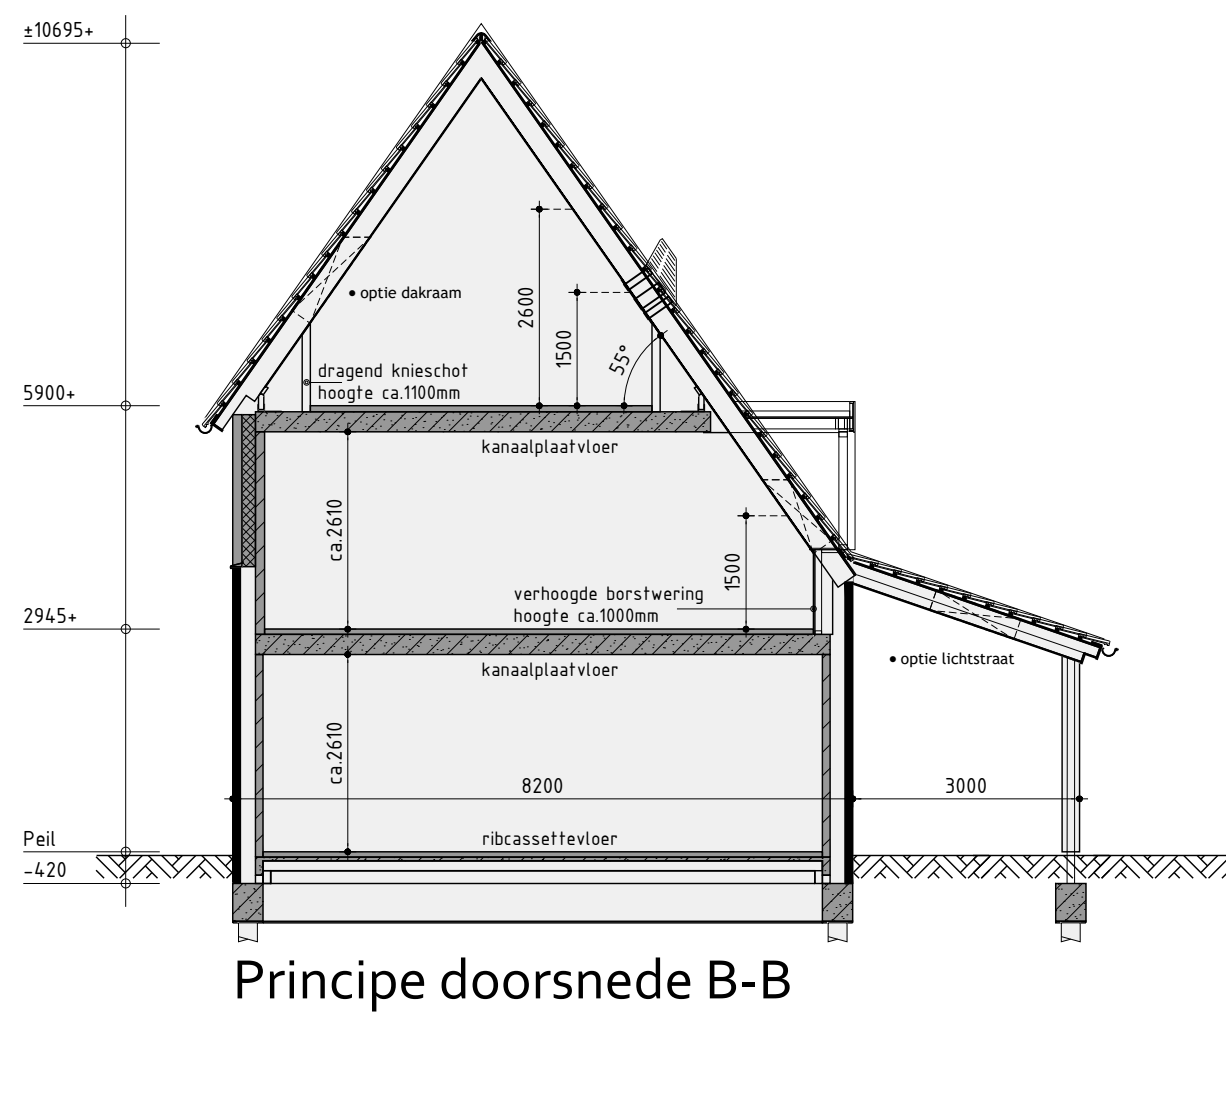 ±10695+
• optie dakraam
2600
1500
55°
dragend knieschot
hoogte ca.1100mm
5900+
kanaalplaatvloer
ca.2610
1500
verhoogde borstwering
hoogte ca.1000mm
2945+
kanaalplaatvloer
• optie lichtstraat
ca.2610
8200
3000
Peil
ribcassettevloer
-420
Principe doorsnede B-B